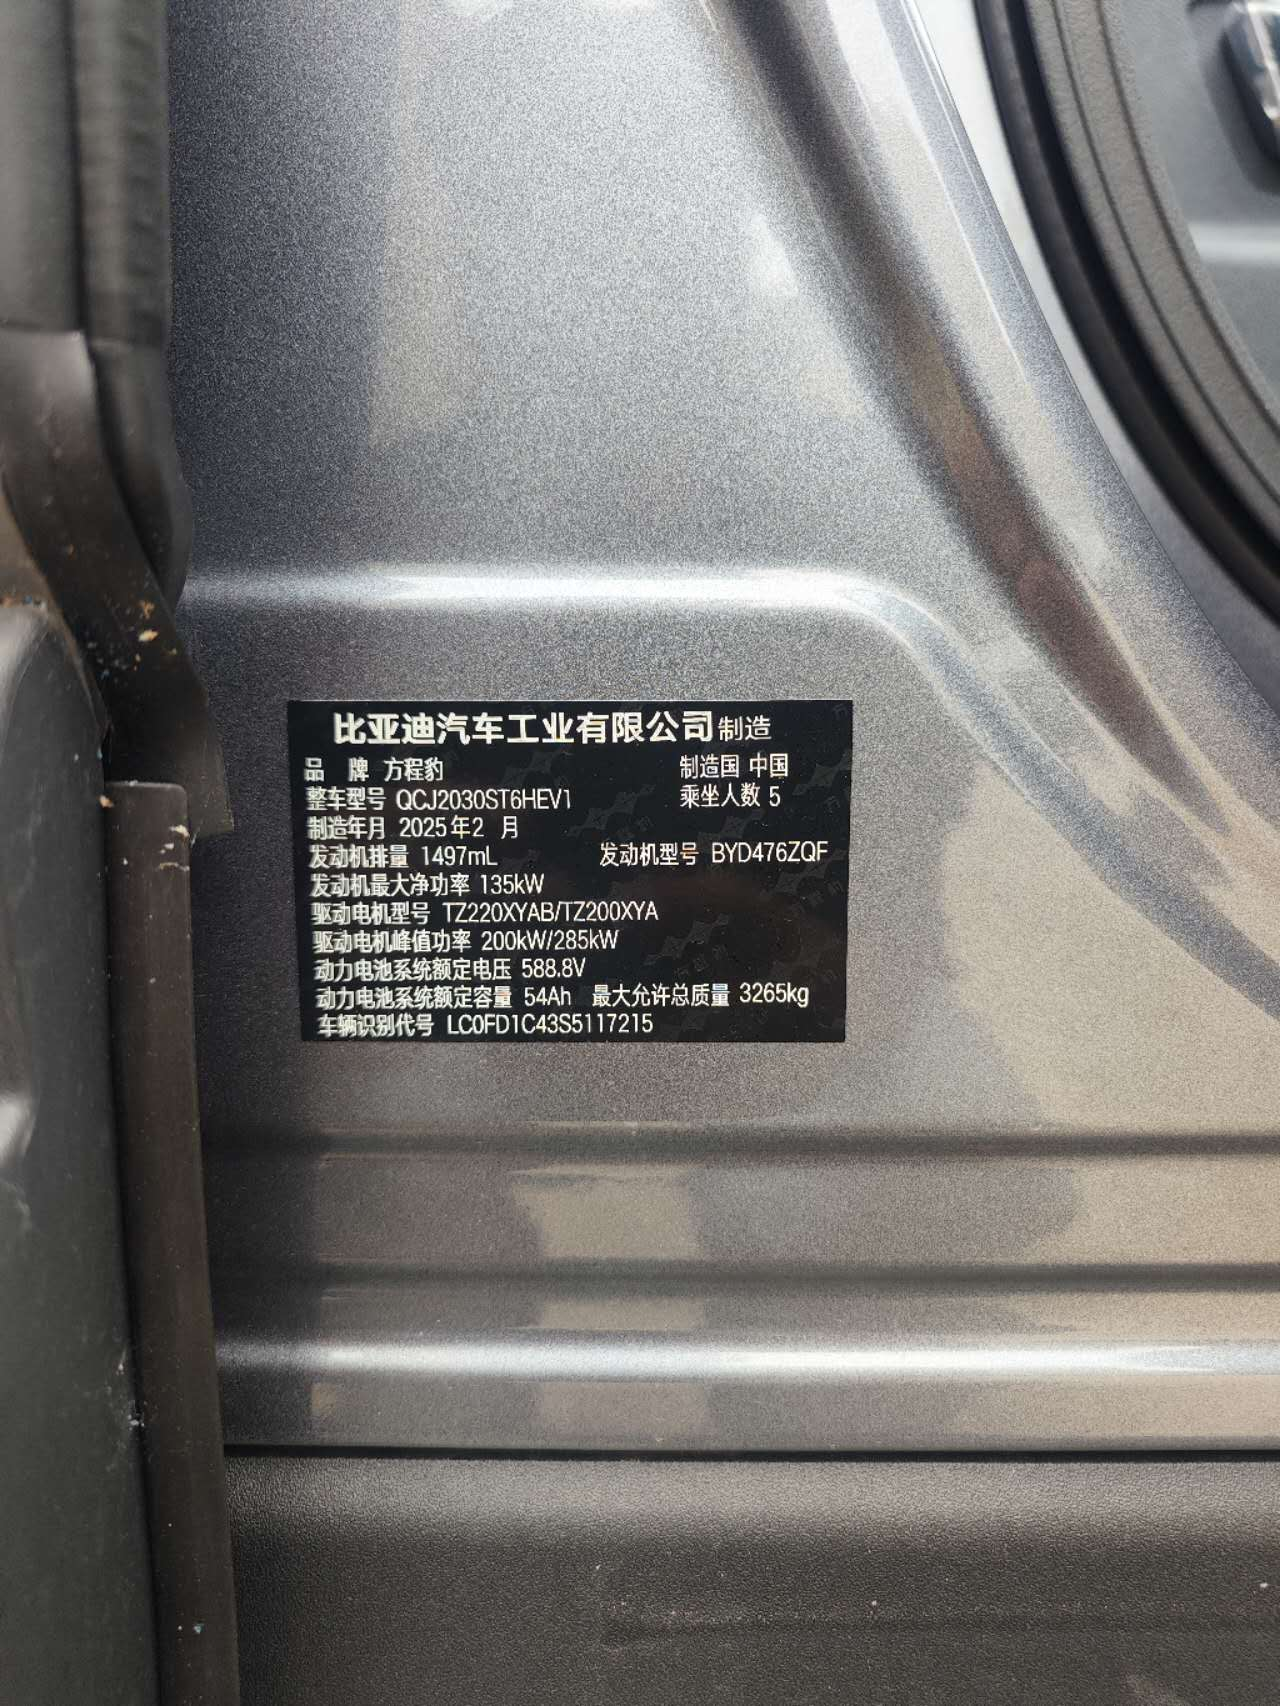 比亚迪汽车工业有限公司制造
品 牌 方程豹 制造国 中国
整车型号 QCJ2030ST6HEV1 乘坐人数 5
制造年月 2025年2 月
发动机排量 1497mL 发动机型号 BYD476ZQF
发动机最大净功率 135kW
驱动电机型号 TZ220XYAB/TZ200XYA
驱动电机峰值功率 200kW/285kW
动力电池系统额定电压 588.8V
动力电池系统额定容量 54Ah 最大允许总质量 3265kg
车辆识别代号 LC0FD1C43S5117215